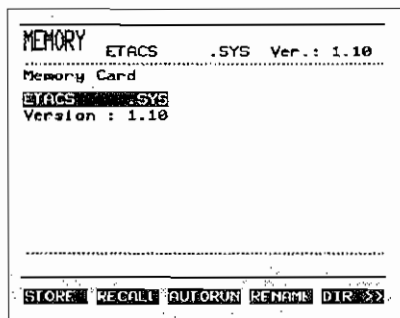 MEMORY ETACS .SYS Ver.: 1.10
Memory Card
ETACS .SYS
Version : 1.10
STORE RECALL AUTORUN RENAME DIR >>